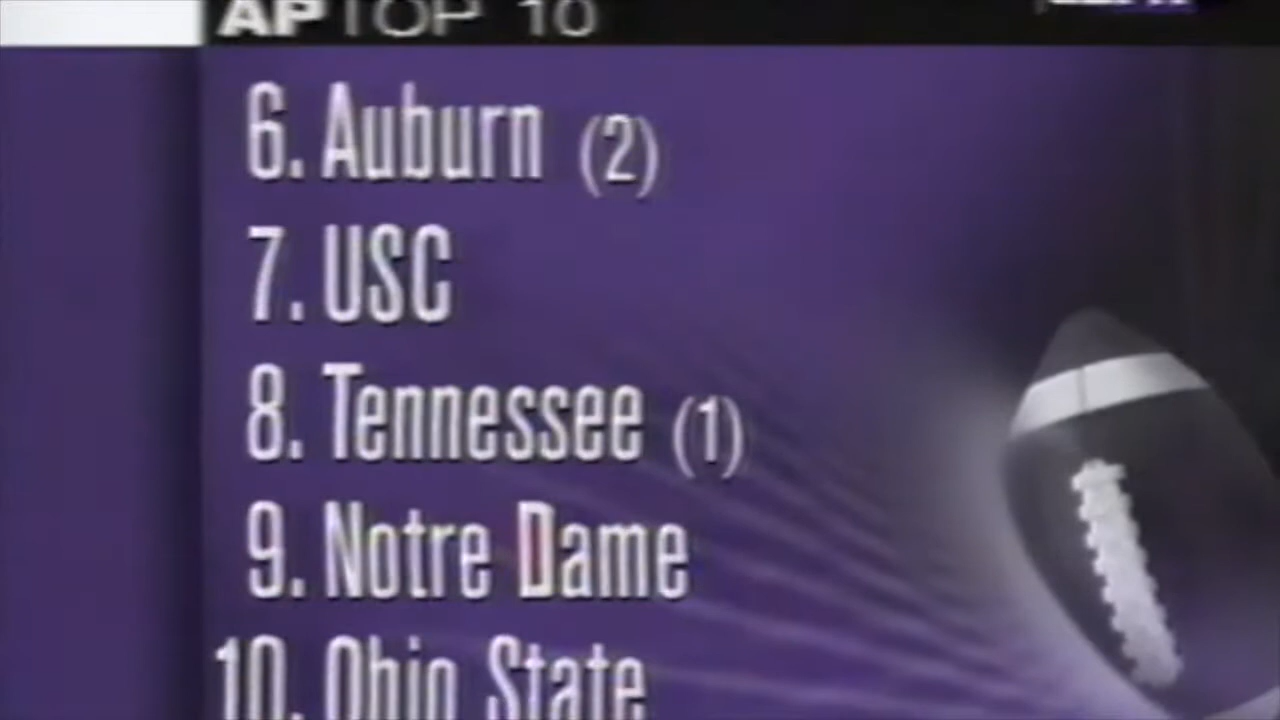 AP TOP 10
6. Auburn (2)
7. USC
8. Tennessee (1)
9. Notre Dame
10. Ohio State